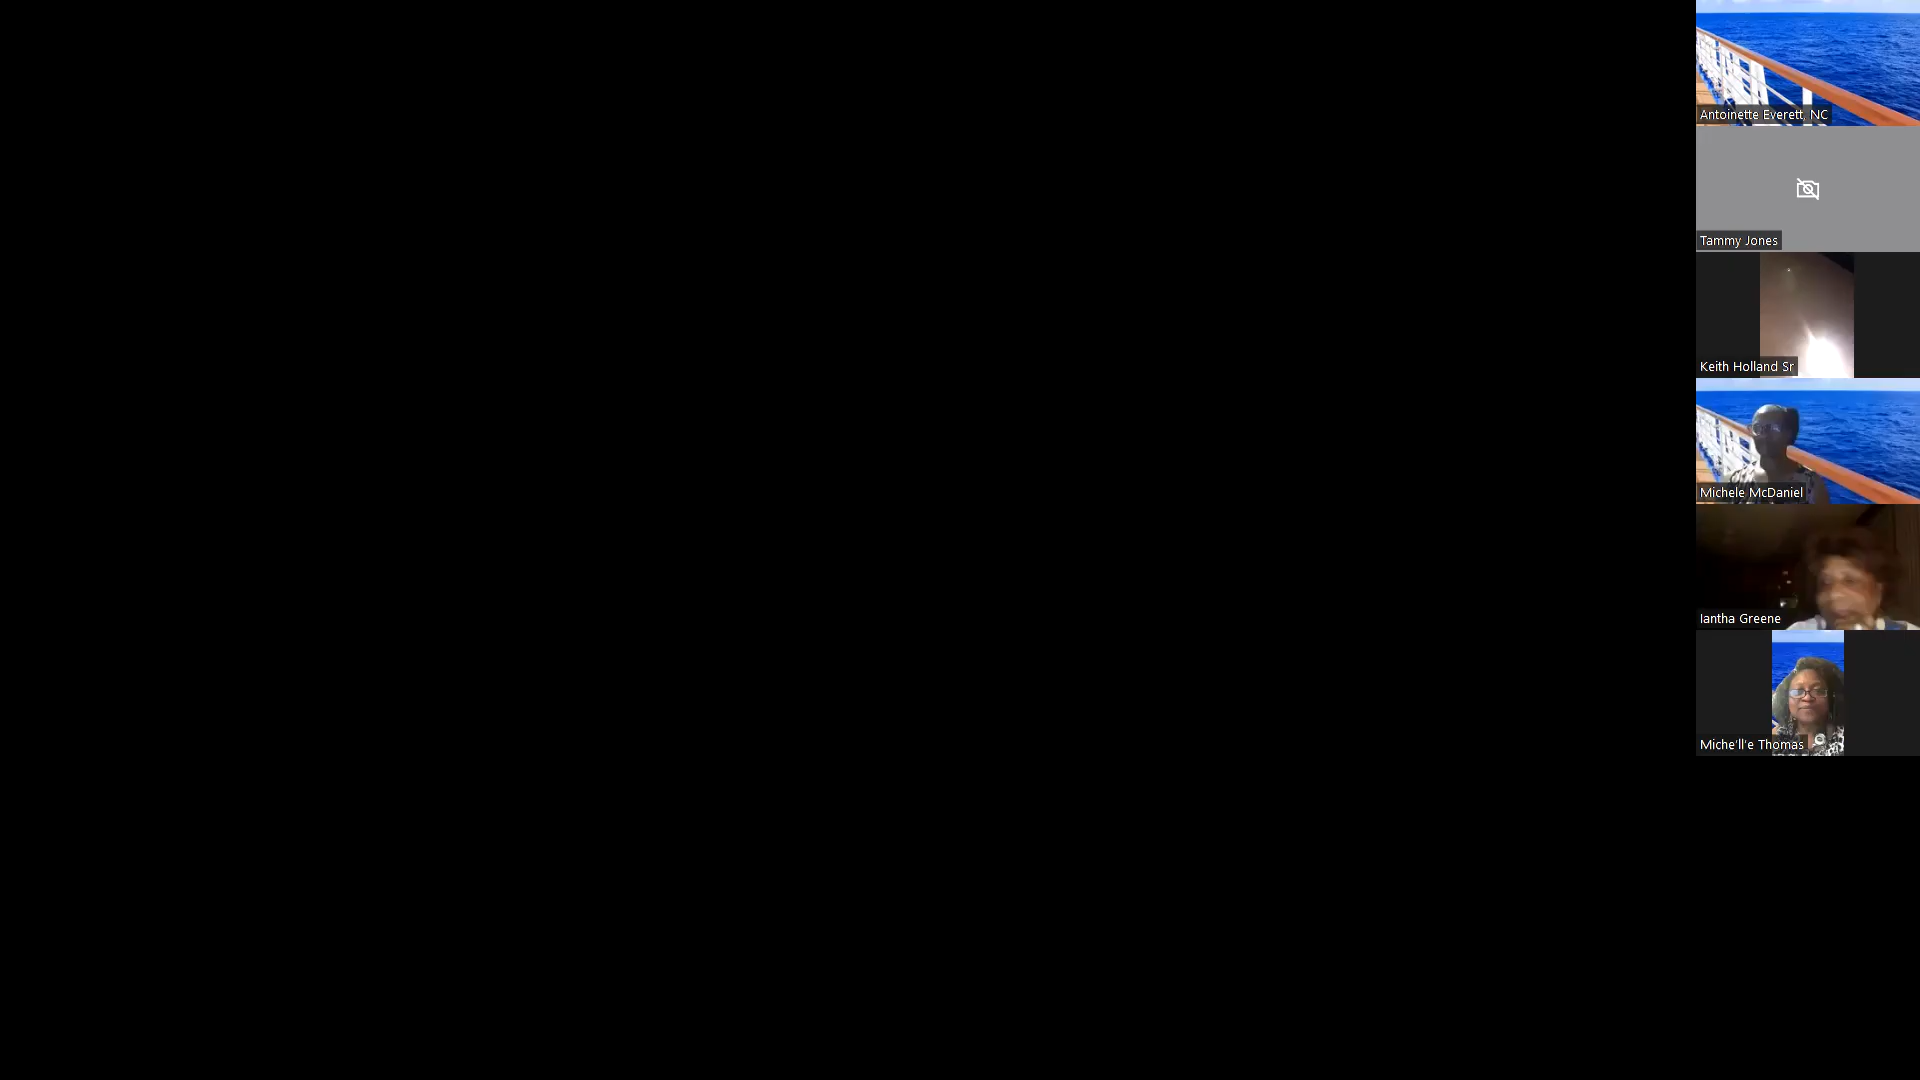 Antoinette Everett, NC
Tammy Jones
Keith Holland Sr
Michele McDaniel
Iantha Greene
Miche'll'e Thomas